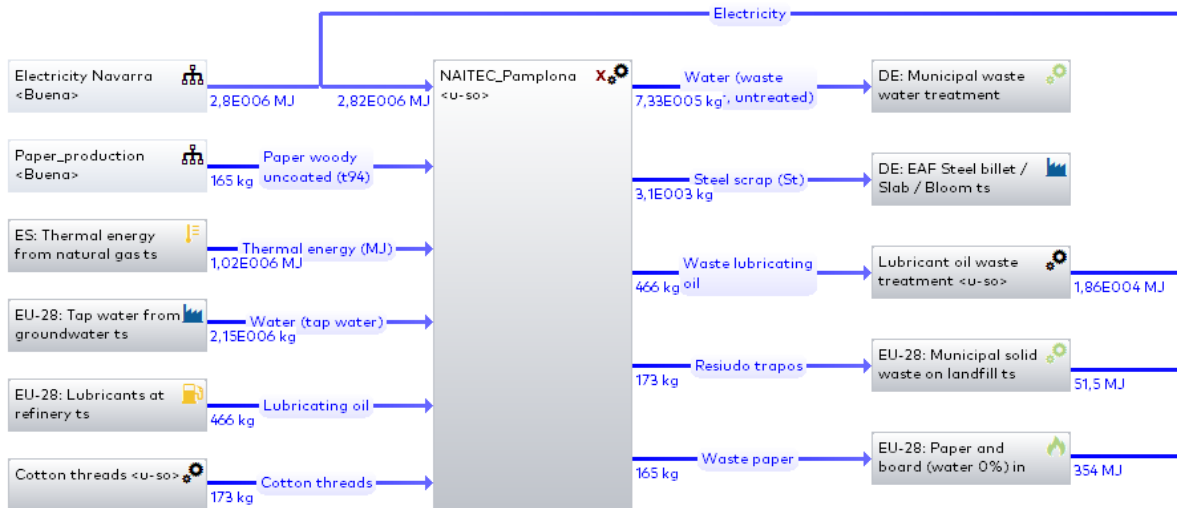 Electricity
Electricity Navarra
<Buena>
2,8E006 MJ
2,82E006 MJ
NAITEC_Pamplona
<u-so>
X
Water (waste
, untreated)
7,33E005 kg
DE: Municipal waste
water treatment
Paper_production
<Buena>
165 kg
Paper woody
uncoated (t94)
Steel scrap (St)
3,1E003 kg
DE: EAF Steel billet /
Slab / Bloom ts
ES: Thermal energy
from natural gas ts
Thermal energy (MJ)
1,02E006 MJ
Waste lubricating
oil
466 kg
Lubricant oil waste
treatment <u-so>
1,86E004 MJ
EU-28: Tap water from
groundwater ts
Water (tap water)
2,15E006 kg
Resiudo trapos
173 kg
EU-28: Municipal solid
waste on landfill ts
51,5 MJ
EU-28: Lubricants at
refinery ts
Lubricating oil
466 kg
Waste paper
165 kg
EU-28: Paper and
board (water 0%) in
354 MJ
Cotton threads <u-so>
Cotton threads
173 kg